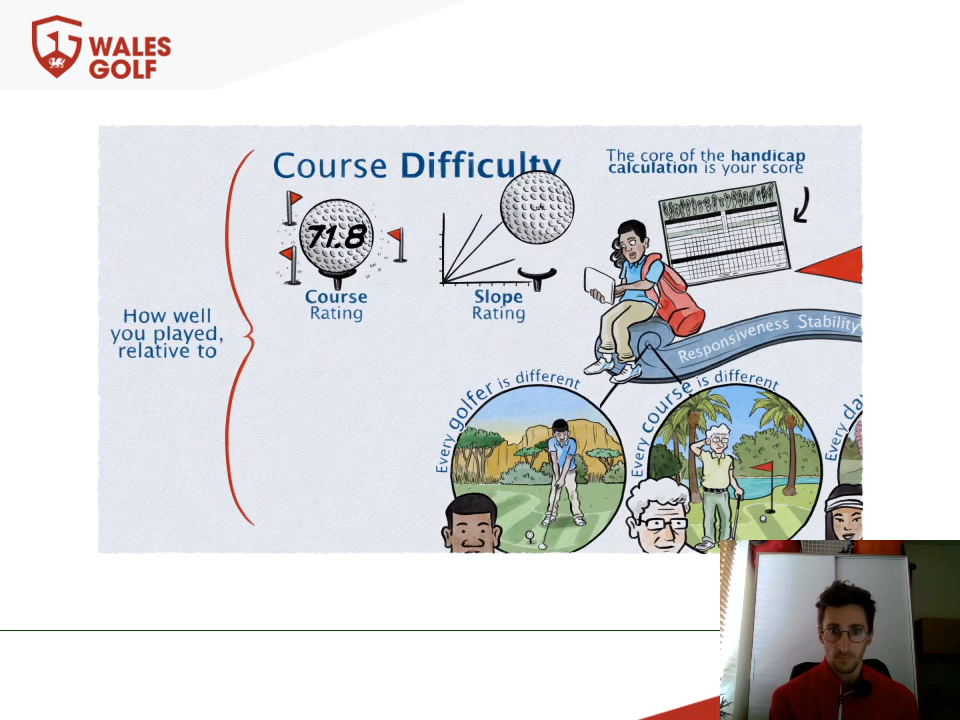 WALES
GOLF
Course Difficulty
The core of the handicap
calculation is your score
71.8
Course
Rating
Slope
Rating
How well
you played,
relative to
Responsiveness Stability
Every golfer is different
Every course is different
Every day